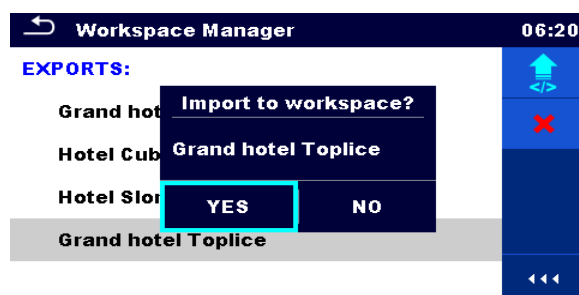 Workspace Manager
06:20
EXPORTS:
</>
Grand hot
Hotel Cub
Hotel Slo
Grand hotel Toplice
Import to workspace?
Grand hotel Toplice
YES
NO